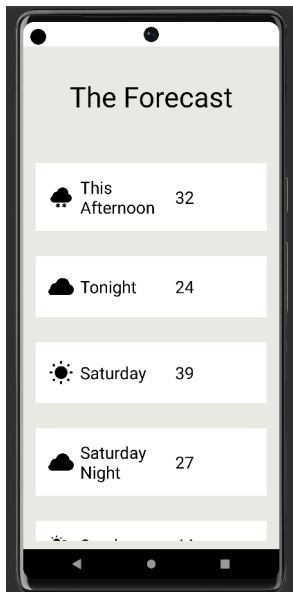 The Forecast
This
Afternoon 32
Tonight 24
Saturday 39
Saturday
Night 27